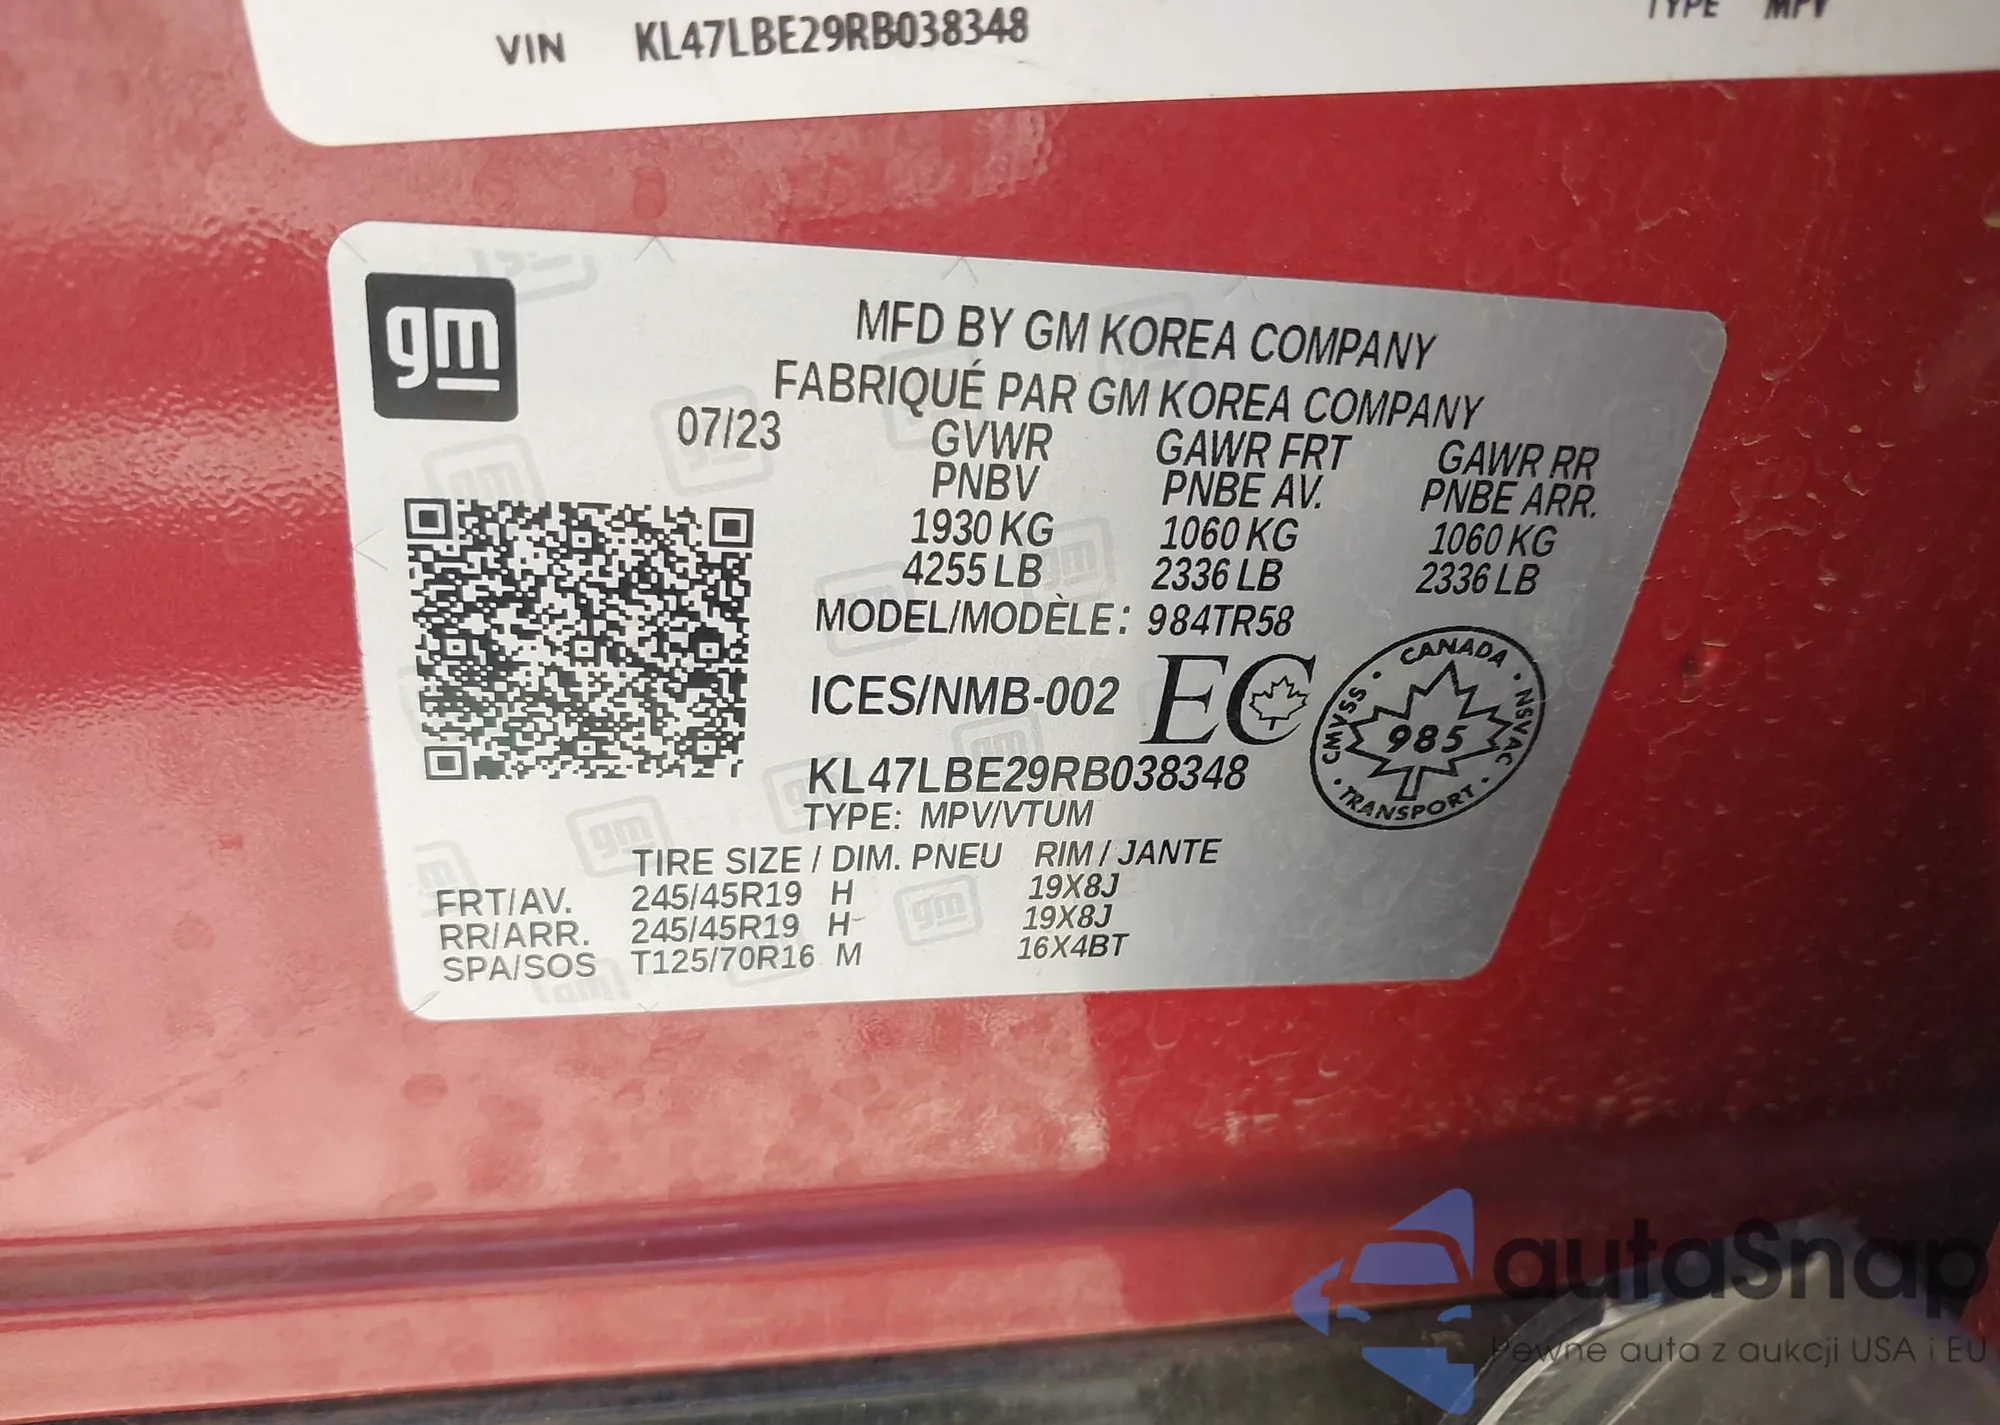 TYPE MPV
VIN KL47LBE29RB038348
gm
MFD BY GM KOREA COMPANY
FABRIQUÉ PAR GM KOREA COMPANY
07/23 GVWR GAWR FRT GAWR RR
PNBV PNBE AV. PNBE ARR.
1930 KG 1060 KG 1060 KG
4255 LB 2336 LB 2336 LB
MODEL/MODÈLE: 984TR58
ICES/NMB-002 EC
CANADA
CMVSS 985 NSVAC
TRANSPORT
KL47LBE29RB038348
TYPE: MPV/VTUM
TIRE SIZE / DIM. PNEU RIM / JANTE
FRT/AV. 245/45R19 H 19X8J
RR/ARR. 245/45R19 H 19X8J
SPA/SOS T125/70R16 M 16X4BT
autaSnap
Pewne auta z aukcji USA i EU